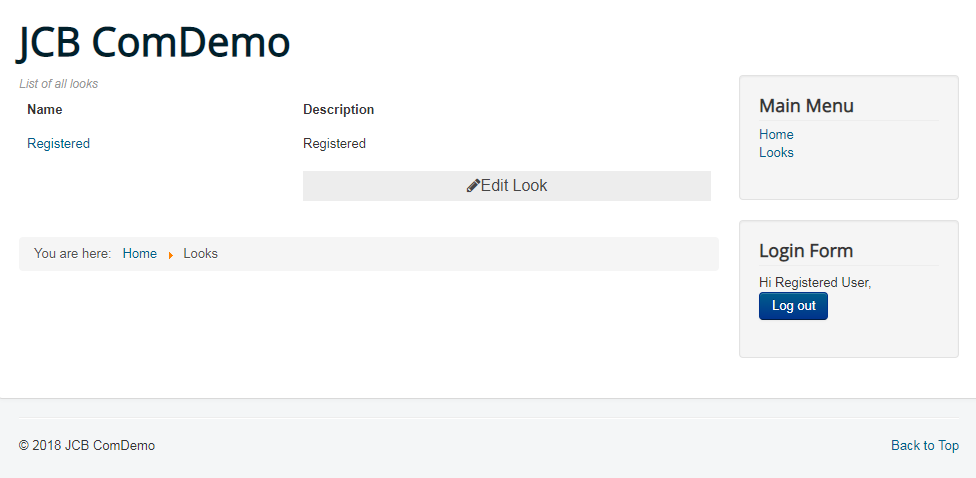 JCB ComDemo
List of all looks
Name Description
Registered Registered
Edit Look
You are here: Home Looks
Main Menu
Home
Looks
Login Form
Hi Registered User,
Log out
© 2018 JCB ComDemo
Back to Top